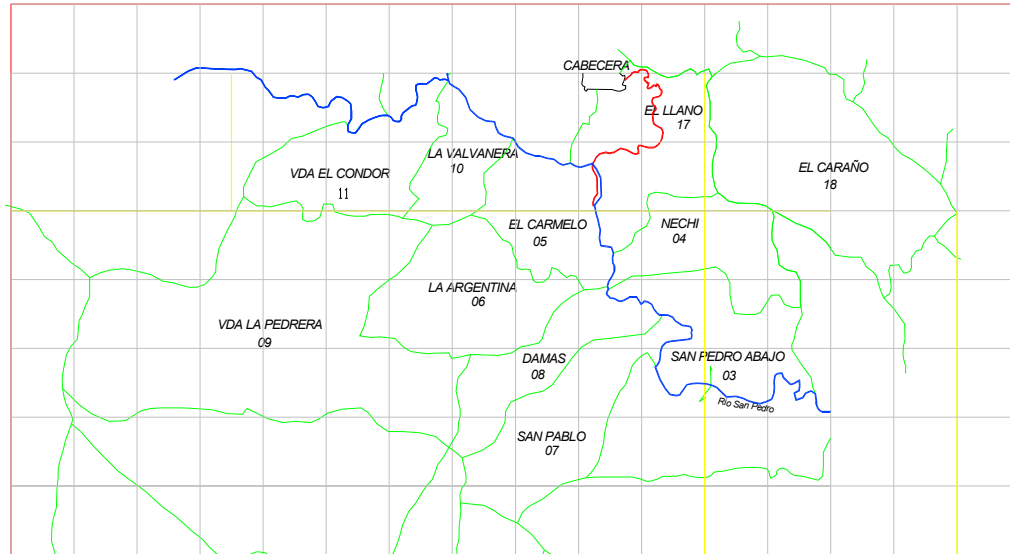 CABECERA
EL LLANO
17
LA VALVANERA
10
VDA EL CONDOR
11
EL CARAÑO
18
EL CARMELO
05
NECHI
04
LA ARGENTINA
06
VDA LA PEDRERA
09
DAMAS
08
SAN PEDRO ABAJO
03
Rio San Pedro
SAN PABLO
07